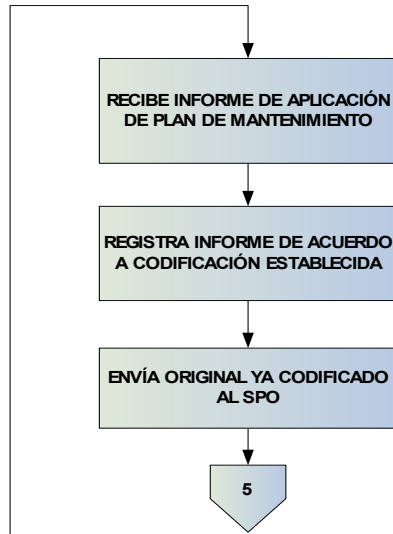 RECIBE INFORME DE APLICACIÓN
DE PLAN DE MANTENIMIENTO
REGISTRA INFORME DE ACUERDO
A CODIFICACIÓN ESTABLECIDA
ENVÍA ORIGINAL YA CODIFICADO
AL SPO
5